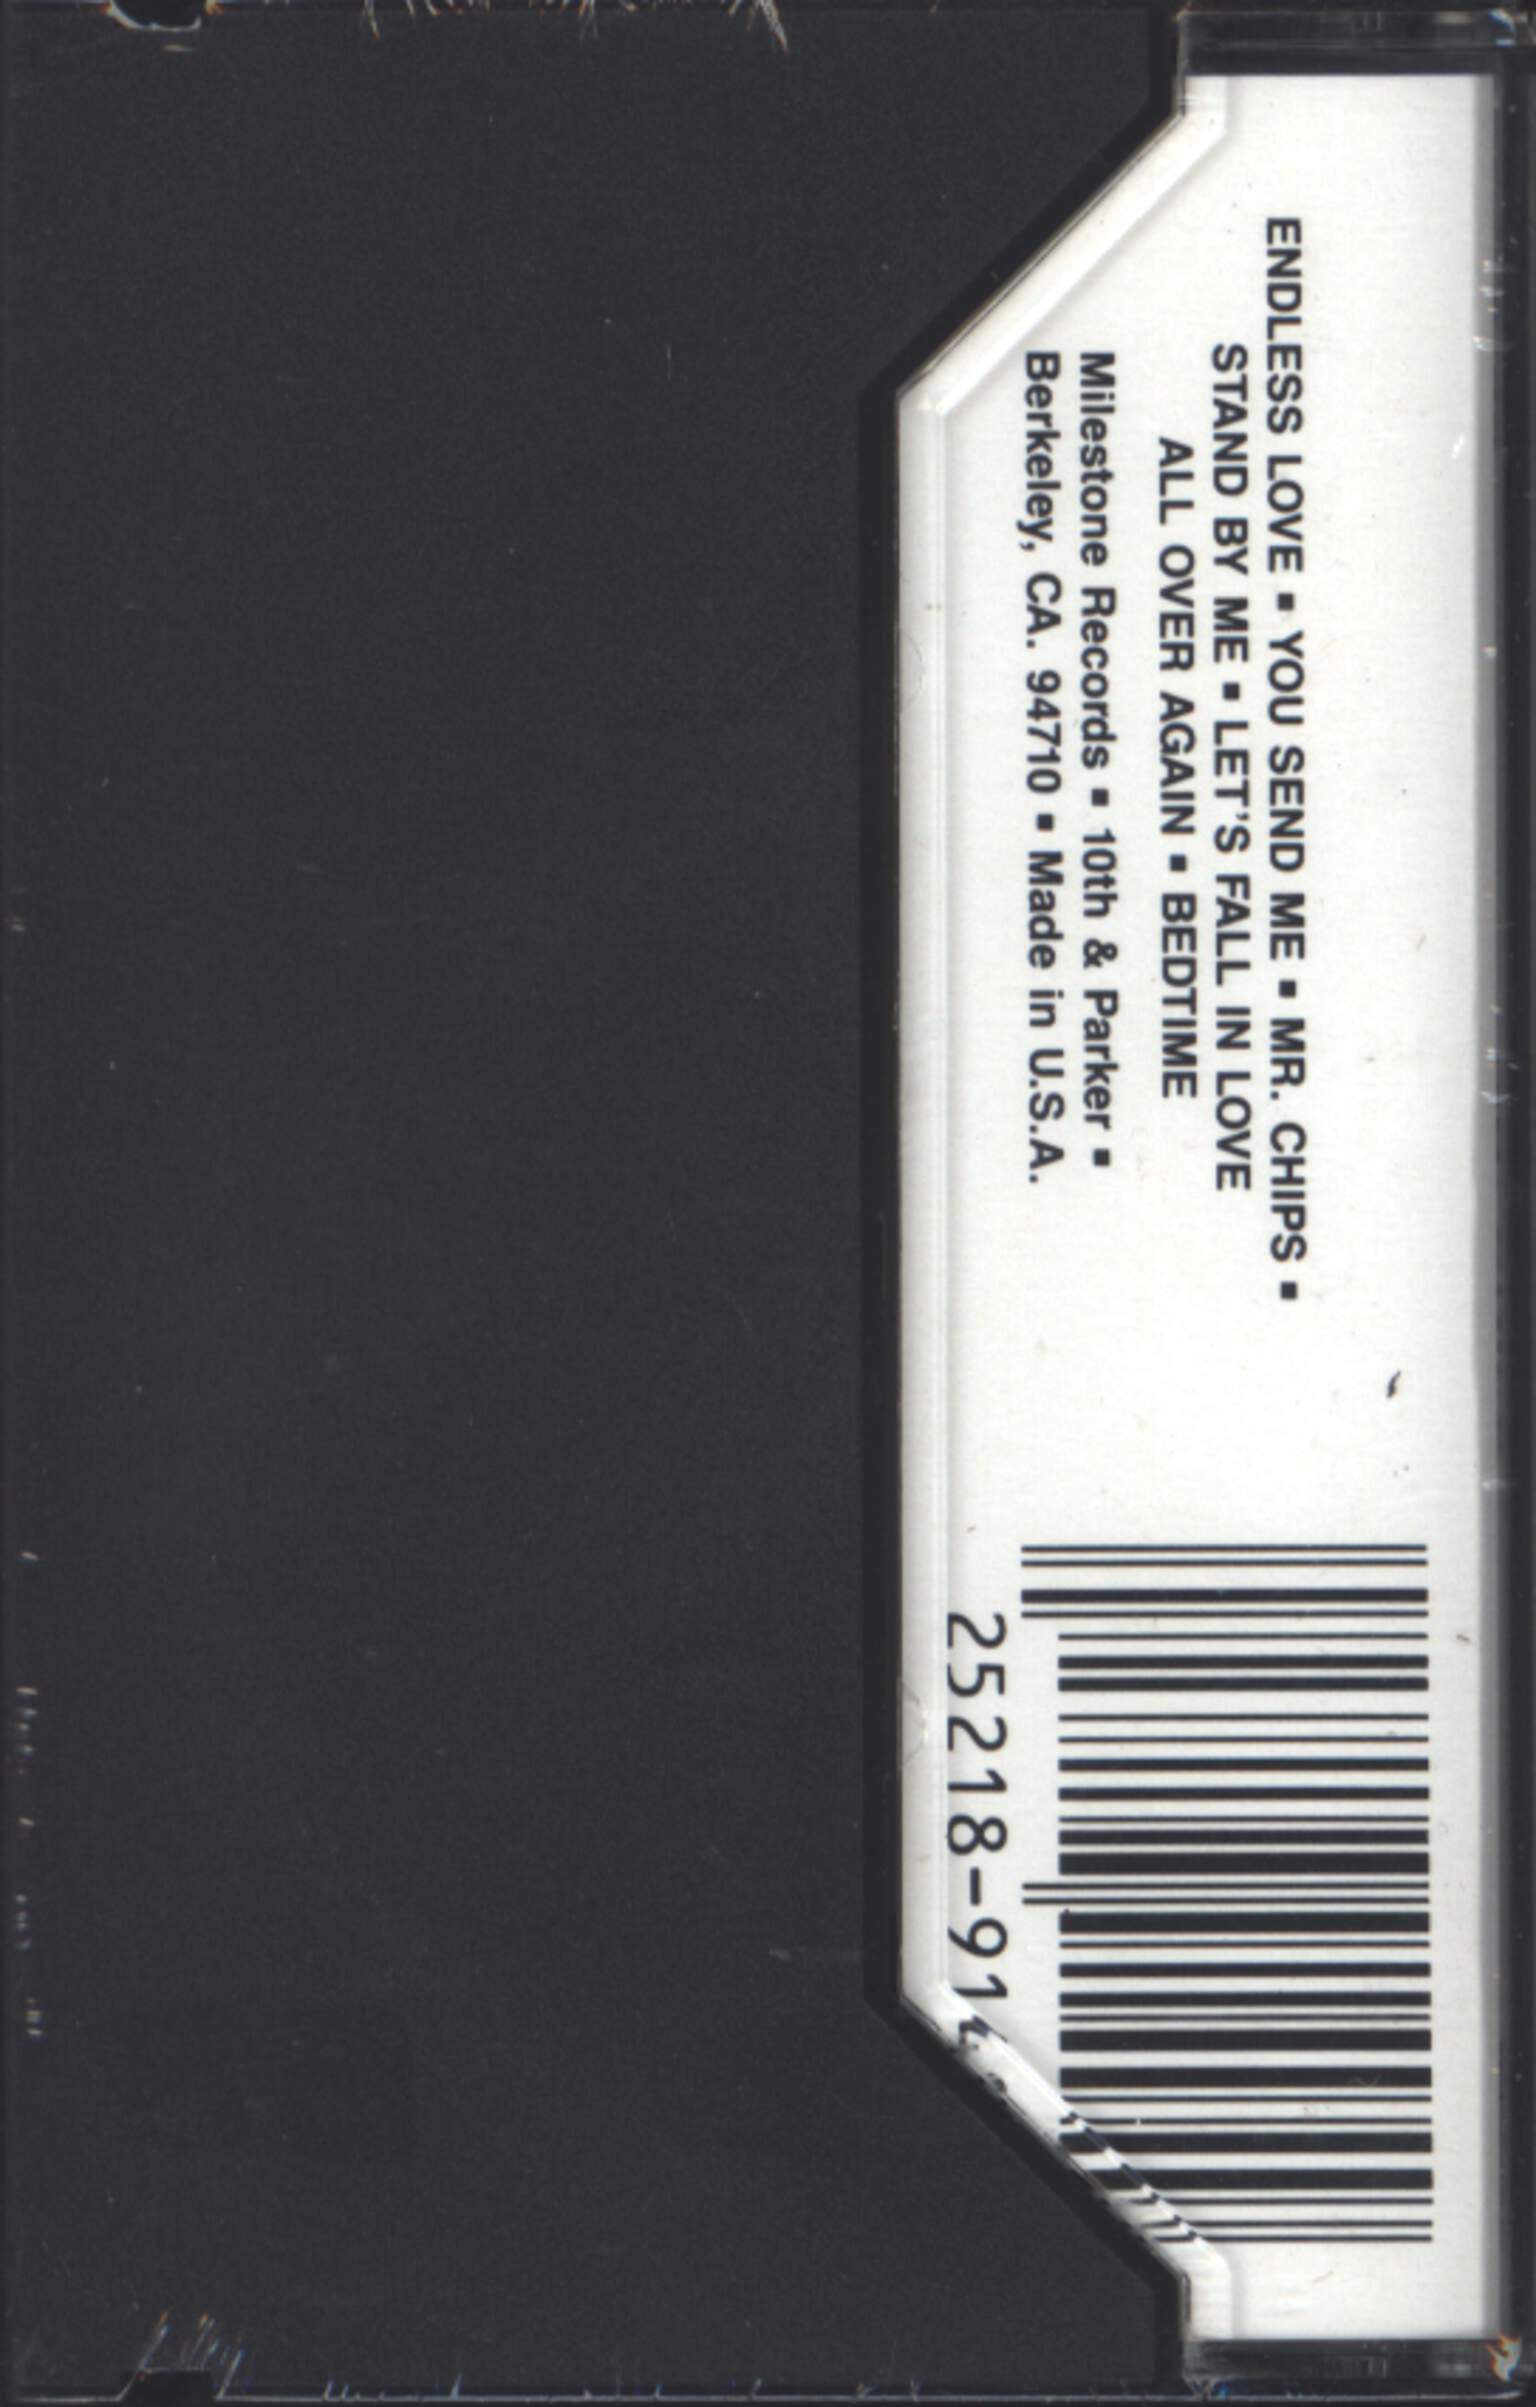 ENDLESS LOVE ▪ YOU SEND ME ▪ MR. CHIPS ▪
STAND BY ME ▪ LET'S FALL IN LOVE
ALL OVER AGAIN ▪ BEDTIME
Milestone Records ▪ 10th & Parker ▪
Berkeley, CA. 94710 ▪ Made in U.S.A.
25218-91